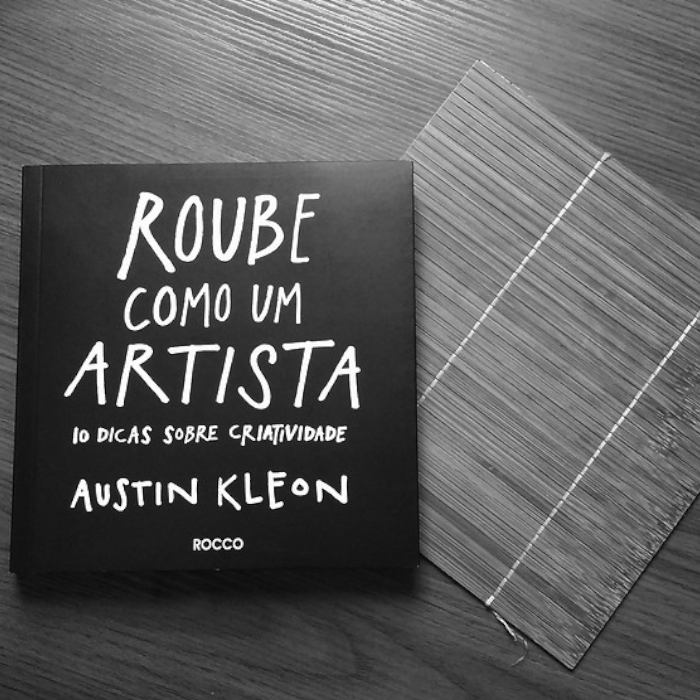 ROUBE
COMO UM
ARTISTA
10 DICAS SOBRE CRIATIVIDADE
AUSTIN KLEON
ROCCO